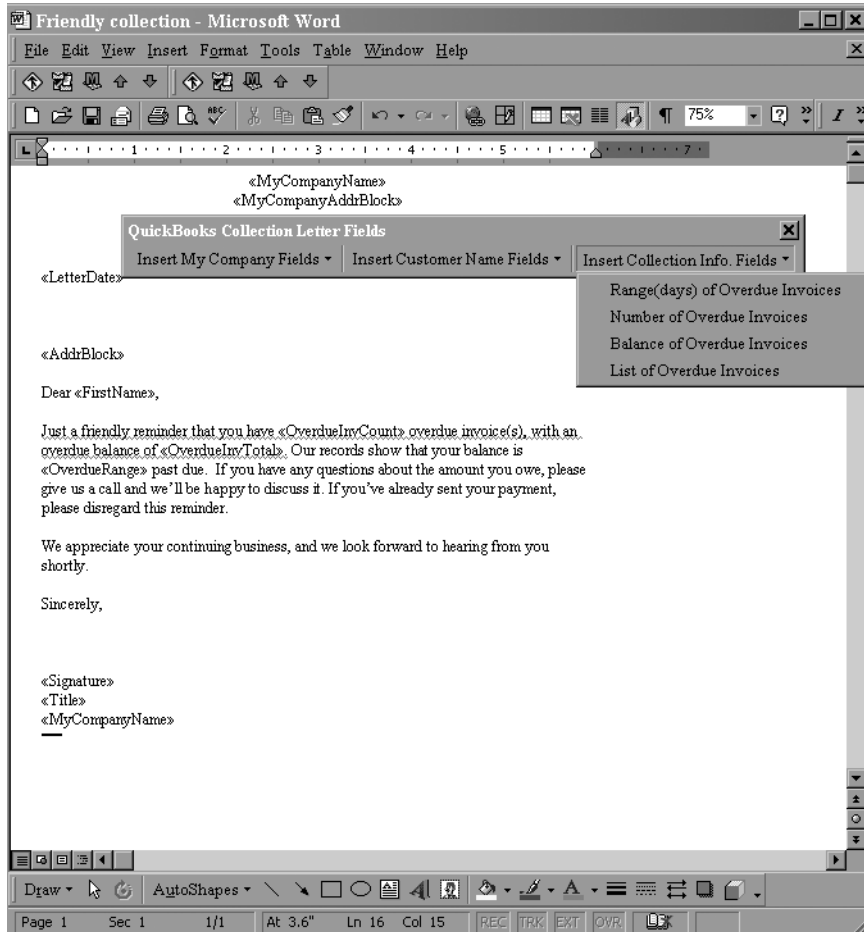 Friendly collection - Microsoft Word
File Edit View Insert Format Tools Table Window Help
75%
1 2 3 4 5 7
«MyCompanyName»
«MyCompanyAddrBlock»
QuickBooks Collection Letter Fields
Insert My Company Fields Insert Customer Name Fields Insert Collection Info. Fields
«LetterDate»
Range(days) of Overdue Invoices
Number of Overdue Invoices
Balance of Overdue Invoices
List of Overdue Invoices
«AddrBlock»
Dear «FirstName»,
Just a friendly reminder that you have «OverdueInvCount» overdue invoice(s), with an
overdue balance of «OverdueInvTotal». Our records show that your balance is
«OverdueRange» past due. If you have any questions about the amount you owe, please
give us a call and we'll be happy to discuss it. If you've already sent your payment,
please disregard this reminder.
We appreciate your continuing business, and we look forward to hearing from you
shortly.
Sincerely,
«Signature»
«Title»
«MyCompanyName»
Draw AutoShapes
Page 1 Sec 1 1/1 At 3.6" Ln 16 Col 15 REC TRK EXT OVR